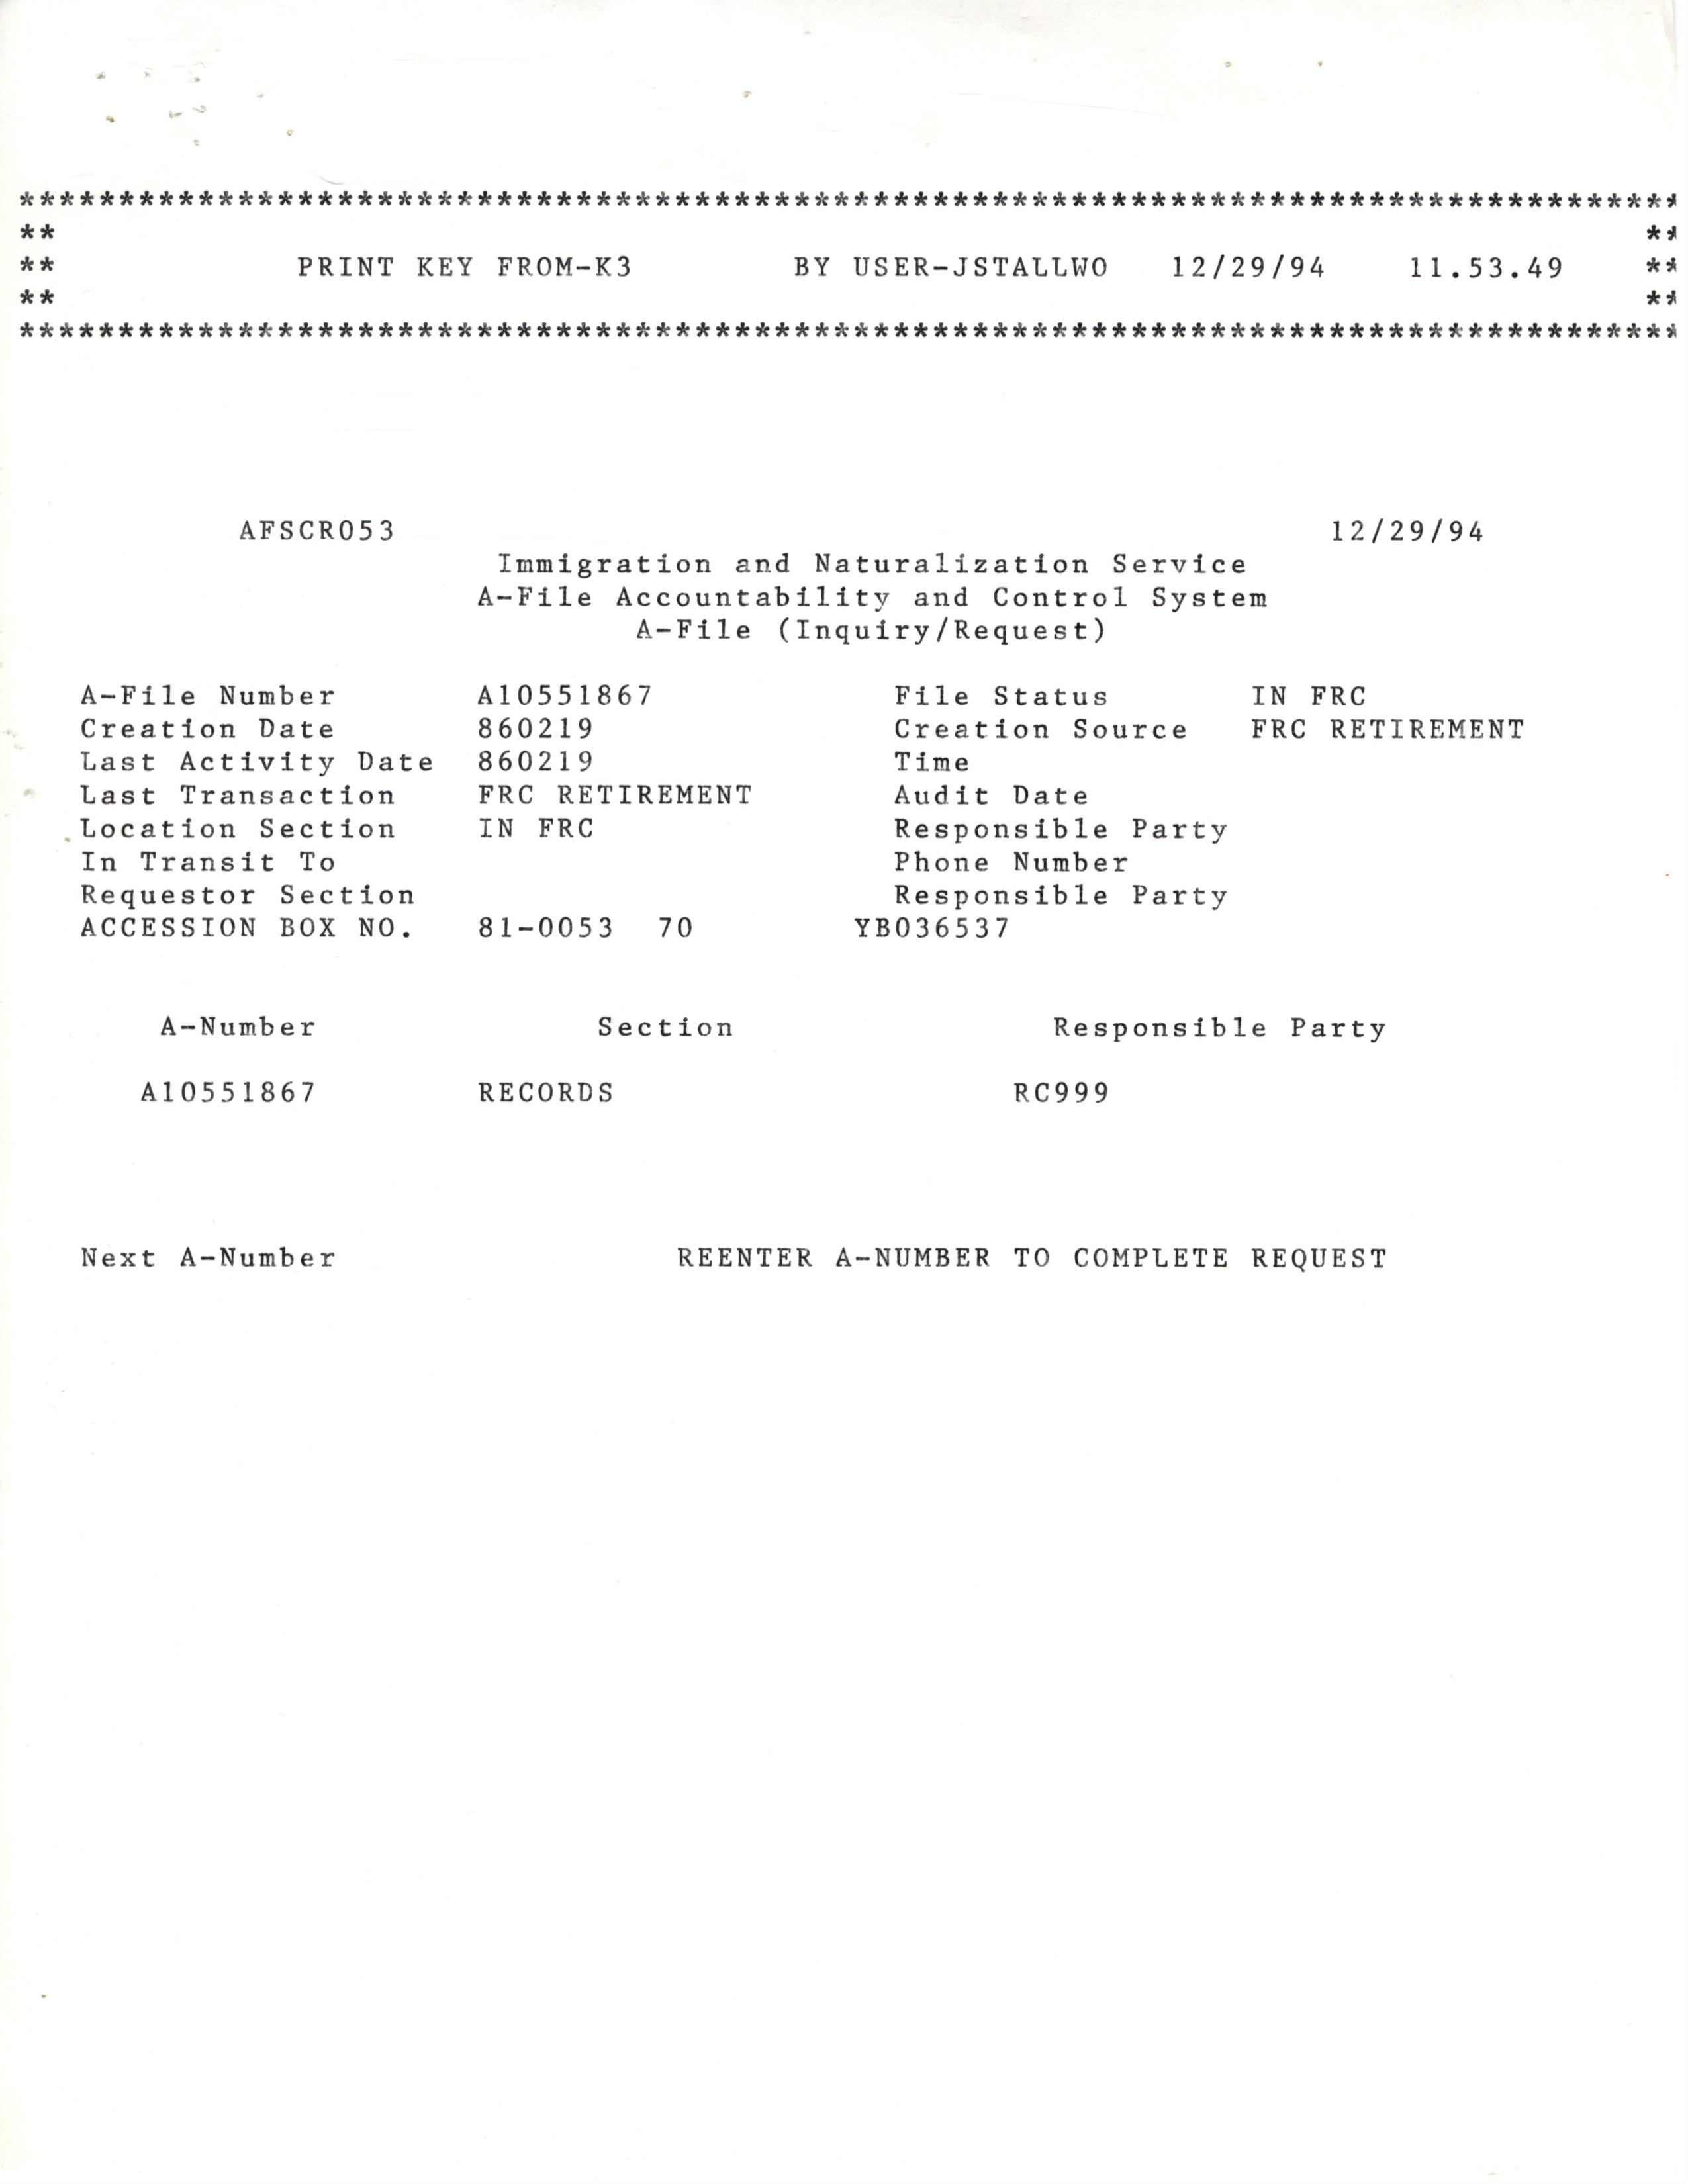 ************************************************************************************
** **
** PRINT KEY FROM-K3 BY USER-JSTALLWO 12/29/94 11.53.49 **
** **
************************************************************************************
AFSCR053 12/29/94
Immigration and Naturalization Service
A-File Accountability and Control System
A-File (Inquiry/Request)
A-File Number A10551867 File Status IN FRC
Creation Date 860219 Creation Source FRC RETIREMENT
Last Activity Date 860219 Time
Last Transaction FRC RETIREMENT Audit Date
Location Section IN FRC Responsible Party
In Transit To Phone Number
Requestor Section Responsible Party
ACCESSION BOX NO. 81-0053 70 YB036537
A-Number Section Responsible Party
A10551867 RECORDS RC999
Next A-Number REENTER A-NUMBER TO COMPLETE REQUEST